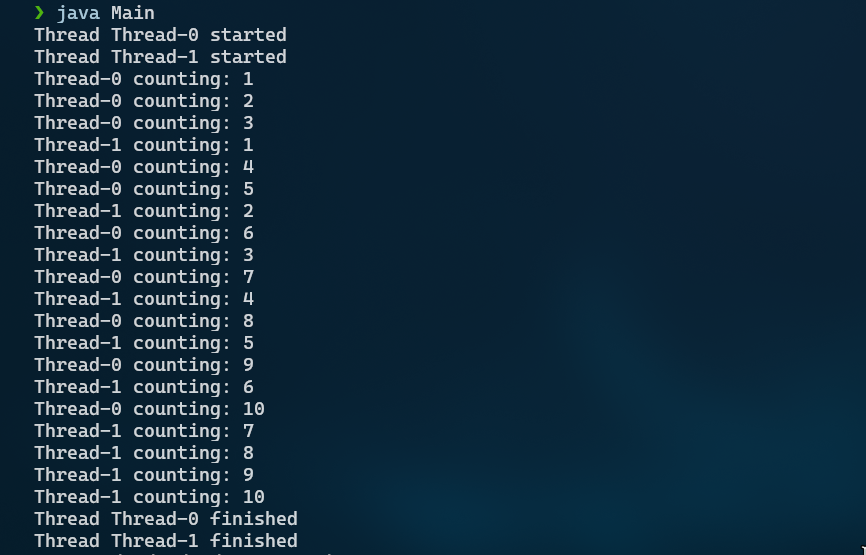 ❯ java Main
Thread Thread-0 started
Thread Thread-1 started
Thread-0 counting: 1
Thread-0 counting: 2
Thread-0 counting: 3
Thread-1 counting: 1
Thread-0 counting: 4
Thread-0 counting: 5
Thread-1 counting: 2
Thread-0 counting: 6
Thread-1 counting: 3
Thread-0 counting: 7
Thread-1 counting: 4
Thread-0 counting: 8
Thread-1 counting: 5
Thread-0 counting: 9
Thread-1 counting: 6
Thread-0 counting: 10
Thread-1 counting: 7
Thread-1 counting: 8
Thread-1 counting: 9
Thread-1 counting: 10
Thread Thread-0 finished
Thread Thread-1 finished